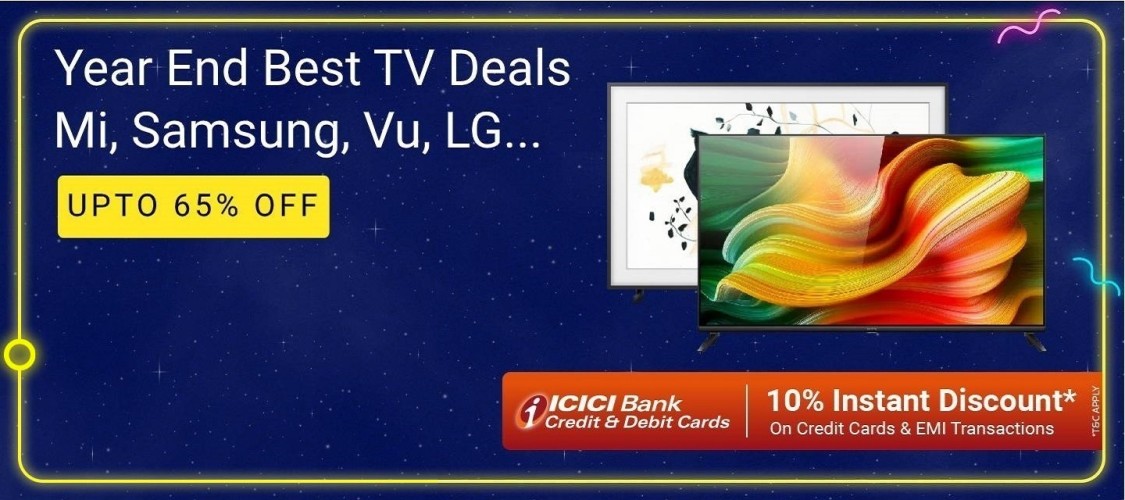 Year End Best TV Deals
Mi, Samsung, Vu, LG...
UPTO 65% OFF
ICICI Bank
Credit & Debit Cards
10% Instant Discount*
On Credit Cards & EMI Transactions
*T&C APPLY